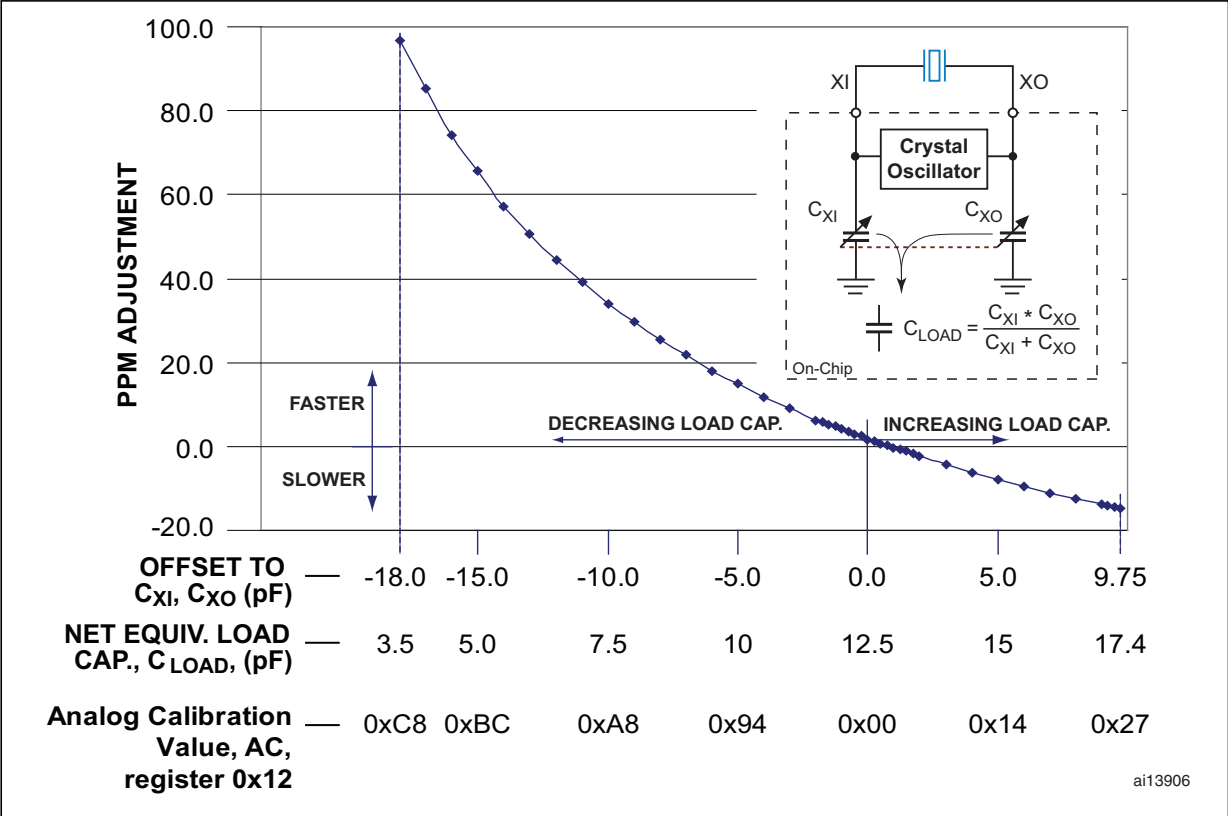 100.0
80.0
60.0
40.0
20.0
0.0
-20.0
PPM ADJUSTMENT
FASTER
SLOWER
DECREASING LOAD CAP.
INCREASING LOAD CAP.
XI
XO
Crystal
Oscillator
CXI
CXO
CLOAD = CXI * CXO
CXI + CXO
On-Chip
OFFSET TO
CXI, CXO (pF)
-18.0 -15.0 -10.0 -5.0 0.0 5.0 9.75
NET EQUIV. LOAD
CAP., CLOAD, (pF)
3.5 5.0 7.5 10 12.5 15 17.4
Analog Calibration
Value, AC,
register 0x12
0xC8 0xBC 0xA8 0x94 0x00 0x14 0x27
ai13906